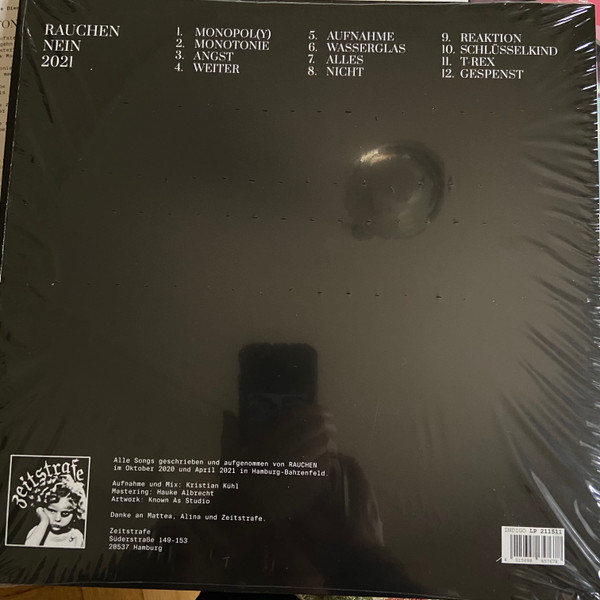 RAUCHEN
NEIN
2021
1. MONOPOL(Y)
2. MONOTONIE
3. ANGST
4. WEITER
5. AUFNAHME
6. WASSERGLAS
7. ALLES
8. NICHT
9. REAKTION
10. SCHLÜSSELKIND
11. T-REX
12. GESPENST
zeitstrafe
Alle Songs geschrieben und aufgenommen von RAUCHEN
im Oktober 2020 und April 2021 in Hamburg-Bahrenfeld.
Aufnahme und Mix: Kristian Kühl
Mastering: Hauke Albrecht
Artwork: Known As Studio
Danke an Mattea, Alina und Zeitstrafe.
Zeitstrafe
Süderstraße 149-153
20537 Hamburg
INDIGO LP 211511